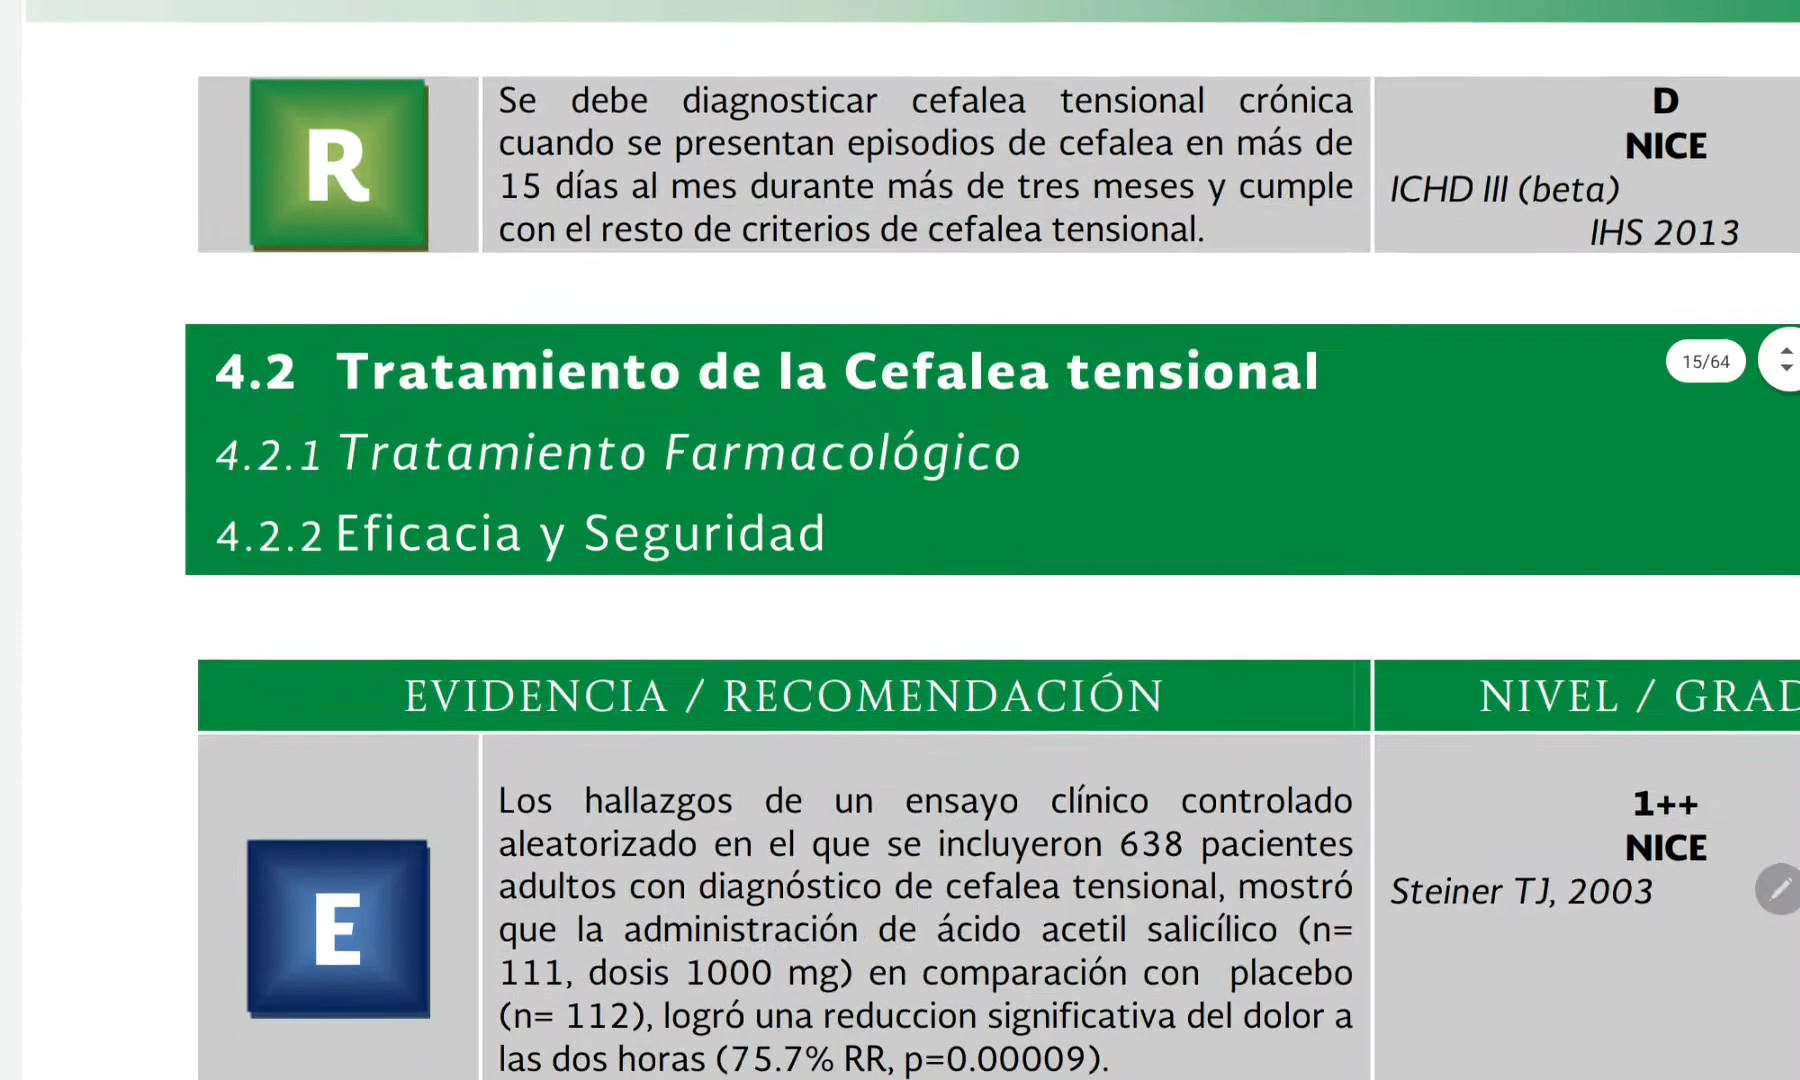 R
Se debe diagnosticar cefalea tensional crónica
cuando se presentan episodios de cefalea en más de
15 días al mes durante más de tres meses y cumple
con el resto de criterios de cefalea tensional.
D
NICE
ICHD III (beta)
IHS 2013
4.2 Tratamiento de la Cefalea tensional
15/64
4.2.1 Tratamiento Farmacológico
4.2.2 Eficacia y Seguridad
EVIDENCIA / RECOMENDACIÓN
NIVEL / GRAD
E
Los hallazgos de un ensayo clínico controlado
aleatorizado en el que se incluyeron 638 pacientes
adultos con diagnóstico de cefalea tensional, mostró
que la administración de ácido acetil salicílico (n=
111, dosis 1000 mg) en comparación con placebo
(n= 112), logró una reduccion significativa del dolor a
las dos horas (75.7% RR, p=0.00009).
1++
NICE
Steiner TJ, 2003